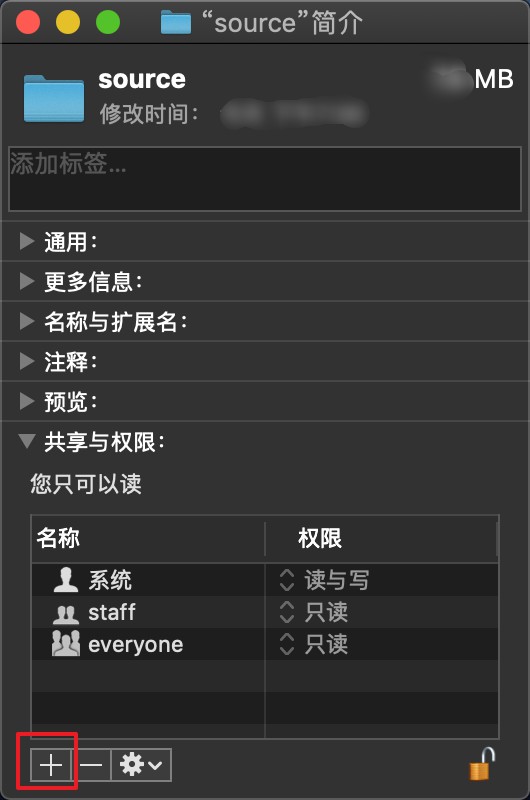 “source”简介
source MB
修改时间：
添加标签...
通用：
更多信息：
名称与扩展名：
注释：
预览：
共享与权限：
您只可以读
名称 权限
系统 读与写
staff 只读
everyone 只读